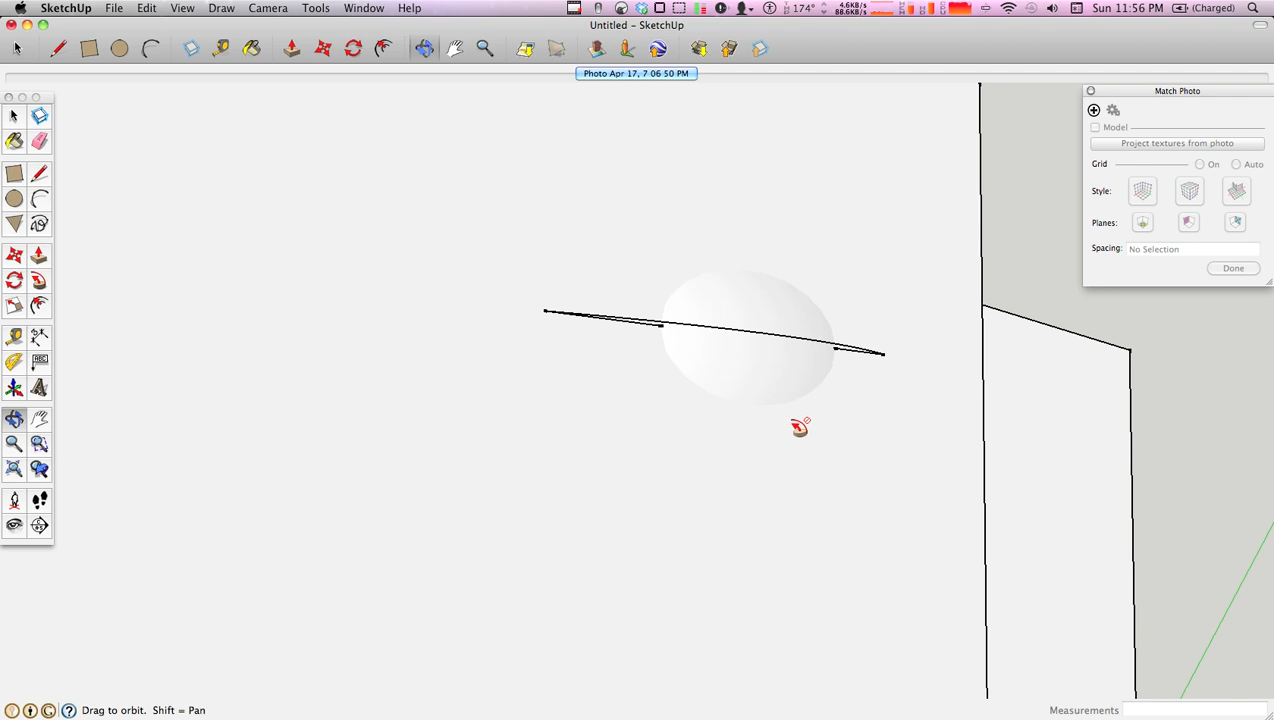 SketchUp File Edit View Draw Camera Tools Window Help 174° 4.6KB/s 88.6KB/s Sun 11:56 PM (Charged)
Untitled – SketchUp
Photo Apr 17, 7 06 50 PM
Match Photo
Model
Project textures from photo
Grid On Auto
Style:
Planes:
Spacing: No Selection
Done
ABC
Drag to orbit. Shift = Pan
Measurements